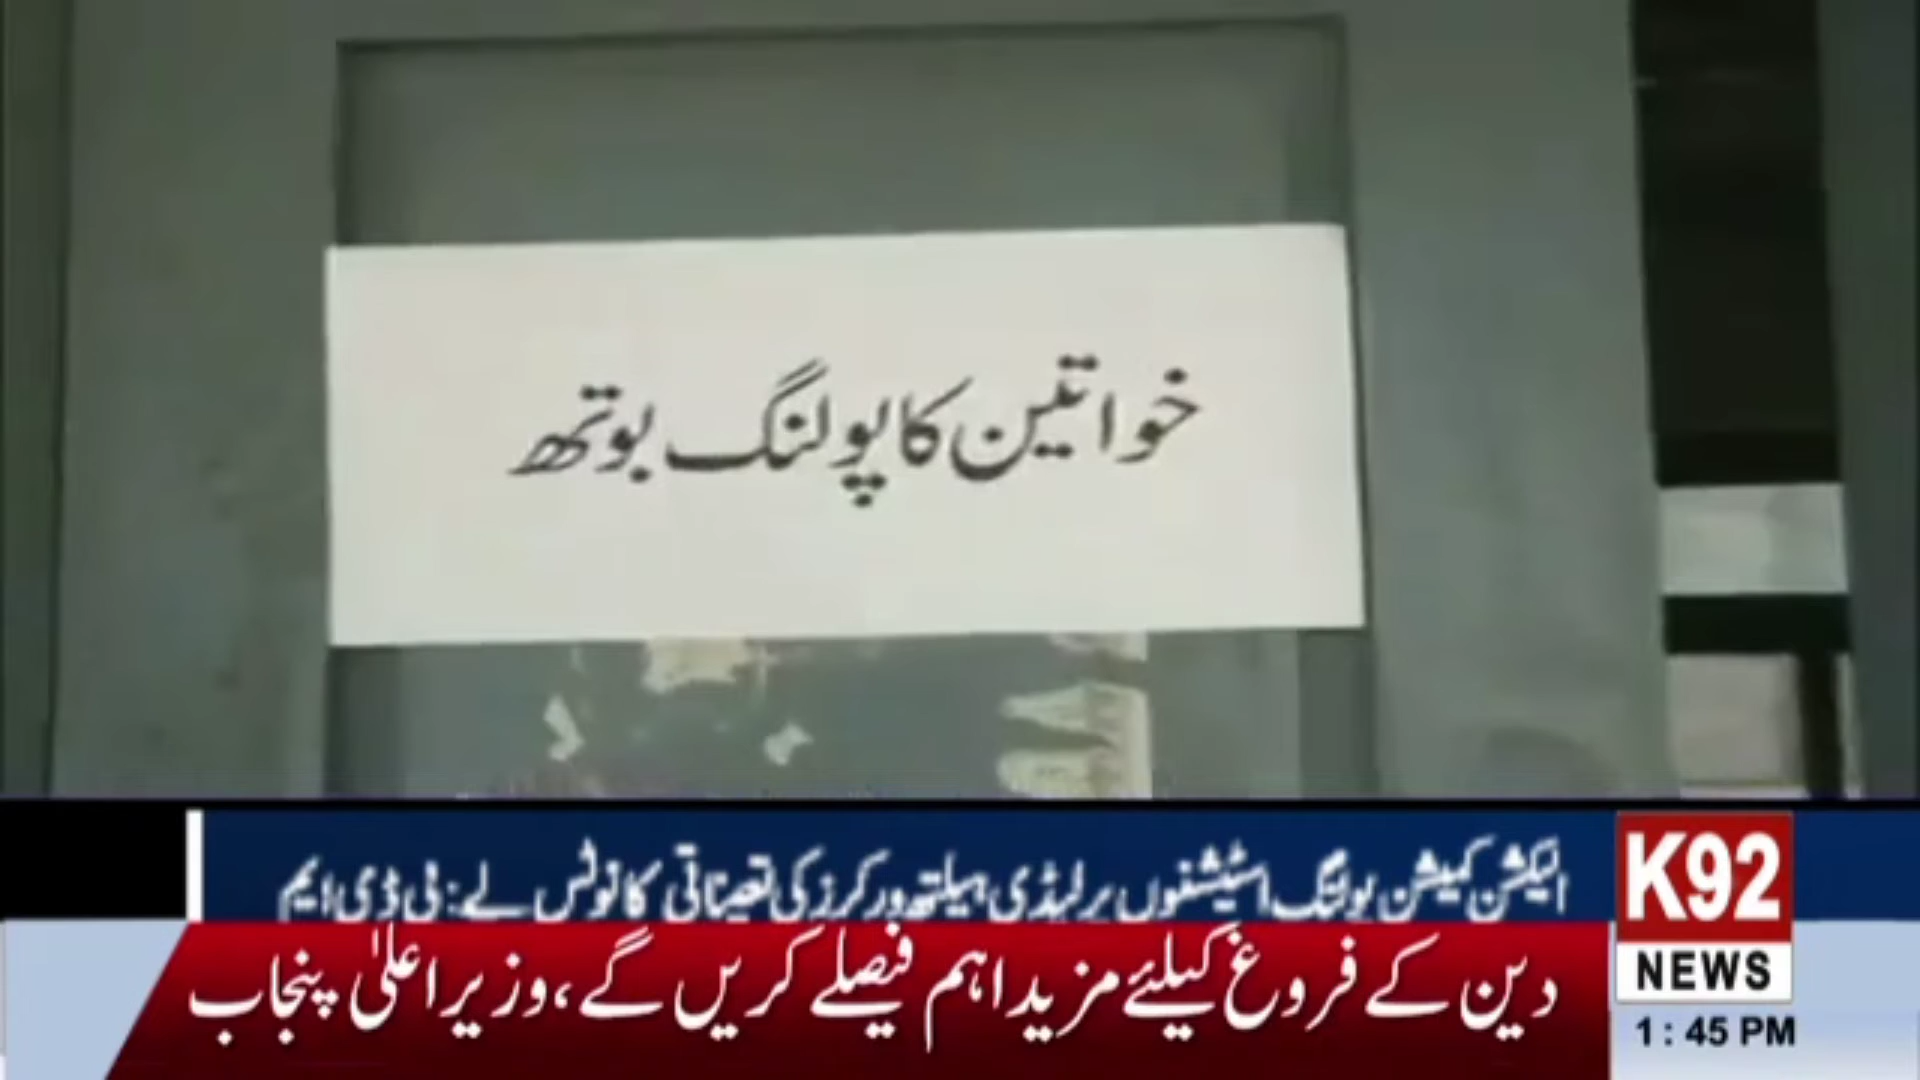 خواتین کا پولنگ بوتھ
الیکشن کمیشن پولنگ اسٹیشنوں پر لیڈی ہیلتھ ورکرز کی تعیناتی کا نوٹس لے: پی ڈی ایم
دین کے فروغ کیلئے مزید اہم فیصلے کریں گے، وزیراعلیٰ پنجاب
K92
NEWS
1 : 45 PM